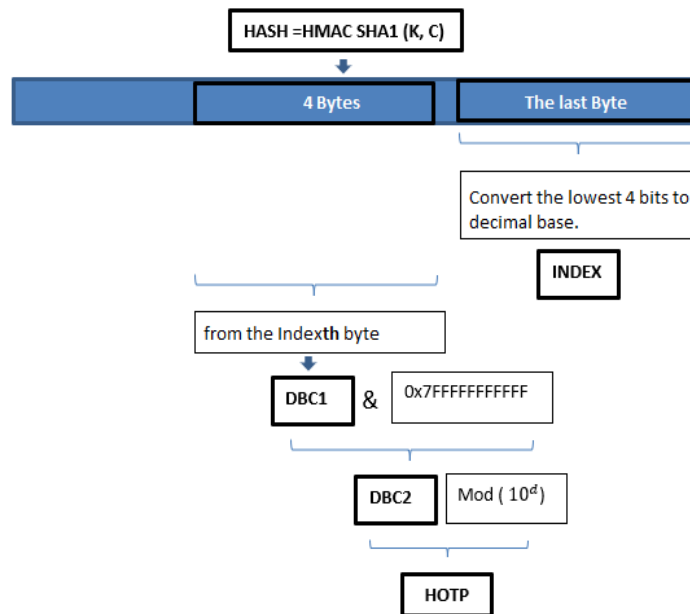 HASH =HMAC SHA1 (K, C)
4 Bytes
The last Byte
Convert the lowest 4 bits to
decimal base.
INDEX
from the Indexth byte
DBC1
&
0x7FFFFFFFFFFF
DBC2
Mod ( 10^d)
HOTP